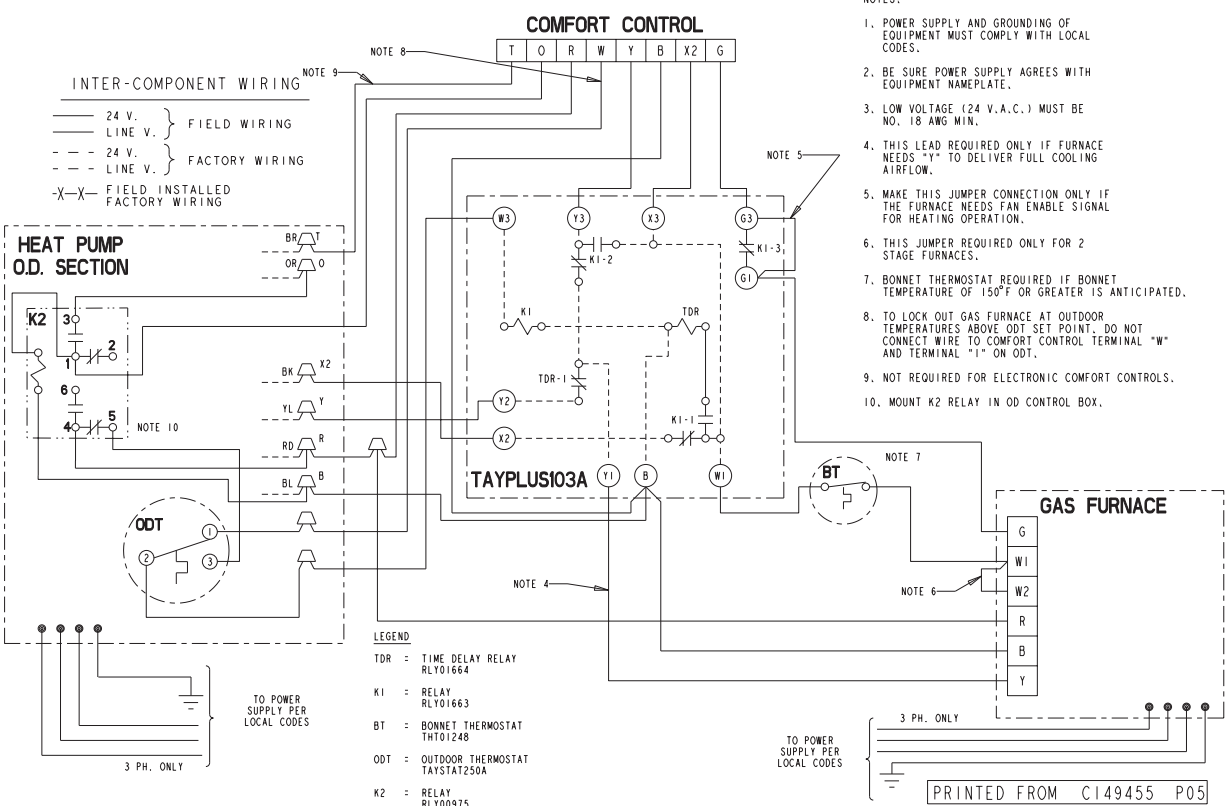 COMFORT CONTROL
T O R W Y B X2 G
NOTE 8
NOTE 9
INTER-COMPONENT WIRING
24 V.
LINE V.
FIELD WIRING
24 V.
LINE V.
FACTORY WIRING
-X-X- FIELD INSTALLED
FACTORY WIRING
NOTE 5
HEAT PUMP
O.D. SECTION
BR T
OR O
K2
3
2
1
6
5
4
NOTE 10
BK X2
YL Y
RD R
BL B
ODT
1
2
3
W3
Y3
X3
G3
K1-3
G1
K1-2
K1
TDR
TDR-1
Y2
K1-1
X2
Y1
B
W1
TAYPLUS103A
BT
NOTE 7
GAS FURNACE
G
W1
W2
R
B
Y
NOTE 6
NOTE 4
TO POWER
SUPPLY PER
LOCAL CODES
3 PH. ONLY
LEGEND
TDR = TIME DELAY RELAY
RLY01664
K1 = RELAY
RLY01663
BT = BONNET THERMOSTAT
THT01248
ODT = OUTDOOR THERMOSTAT
TAYSTAT250A
K2 = RELAY
RLY00975
3 PH. ONLY
TO POWER
SUPPLY PER
LOCAL CODES
PRINTED FROM C149455 P05
NOTES:
1. POWER SUPPLY AND GROUNDING OF
EQUIPMENT MUST COMPLY WITH LOCAL
CODES.
2. BE SURE POWER SUPPLY AGREES WITH
EQUIPMENT NAMEPLATE.
3. LOW VOLTAGE (24 V.A.C.) MUST BE
NO. 18 AWG MIN.
4. THIS LEAD REQUIRED ONLY IF FURNACE
NEEDS "Y" TO DELIVER FULL COOLING
AIRFLOW.
5. MAKE THIS JUMPER CONNECTION ONLY IF
THE FURNACE NEEDS FAN ENABLE SIGNAL
FOR HEATING OPERATION.
6. THIS JUMPER REQUIRED ONLY FOR 2
STAGE FURNACES.
7. BONNET THERMOSTAT REQUIRED IF BONNET
TEMPERATURE OF 150°F OR GREATER IS ANTICIPATED.
8. TO LOCK OUT GAS FURNACE AT OUTDOOR
TEMPERATURES ABOVE ODT SET POINT. DO NOT
CONNECT WIRE TO COMFORT CONTROL TERMINAL "W"
AND TERMINAL "1" ON ODT.
9. NOT REQUIRED FOR ELECTRONIC COMFORT CONTROLS.
10. MOUNT K2 RELAY IN OD CONTROL BOX.